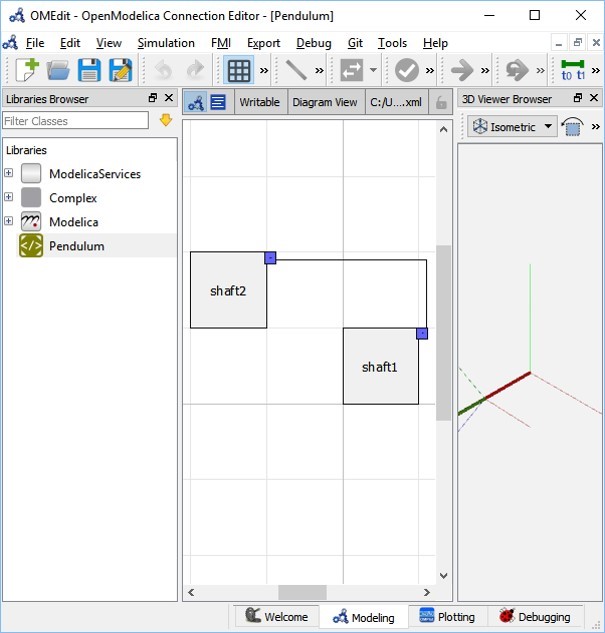 OMEdit - OpenModelica Connection Editor - [Pendulum]
File Edit View Simulation FMI Export Debug Git Tools Help
t0 t1
Libraries Browser
Writable
Diagram View
C:/U....xml
3D Viewer Browser
Filter Classes
Isometric
Libraries
ModelicaServices
Complex
Modelica
Pendulum
shaft2
shaft1
Welcome
Modeling
Plotting
Debugging